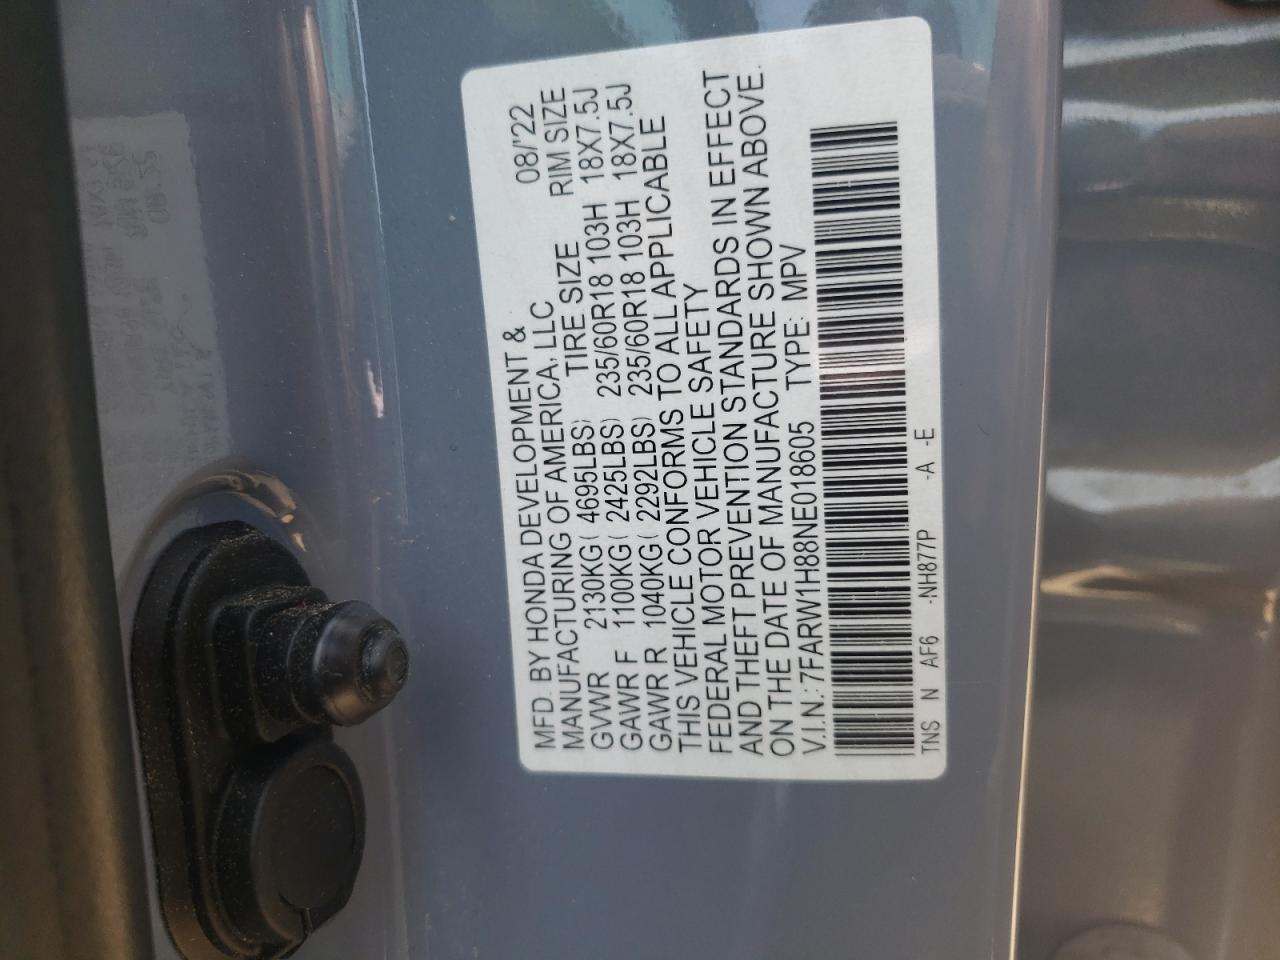 MFD. BY HONDA DEVELOPMENT & 08/'22
MANUFACTURING OF AMERICA, LLC TIRE SIZE RIM SIZE
GVWR 2130KG( 4695LBS) 235/60R18 103H 18X7.5J
GAWR F 1100KG( 2425LBS) 235/60R18 103H 18X7.5J
GAWR R 1040KG( 2292LBS)
THIS VEHICLE CONFORMS TO ALL APPLICABLE
FEDERAL MOTOR VEHICLE SAFETY
AND THEFT PREVENTION STANDARDS IN EFFECT
ON THE DATE OF MANUFACTURE SHOWN ABOVE.
V.I.N.: 7FARW1H88NE018605 TYPE: MPV
TNS N AF6 -NH877P -A -E